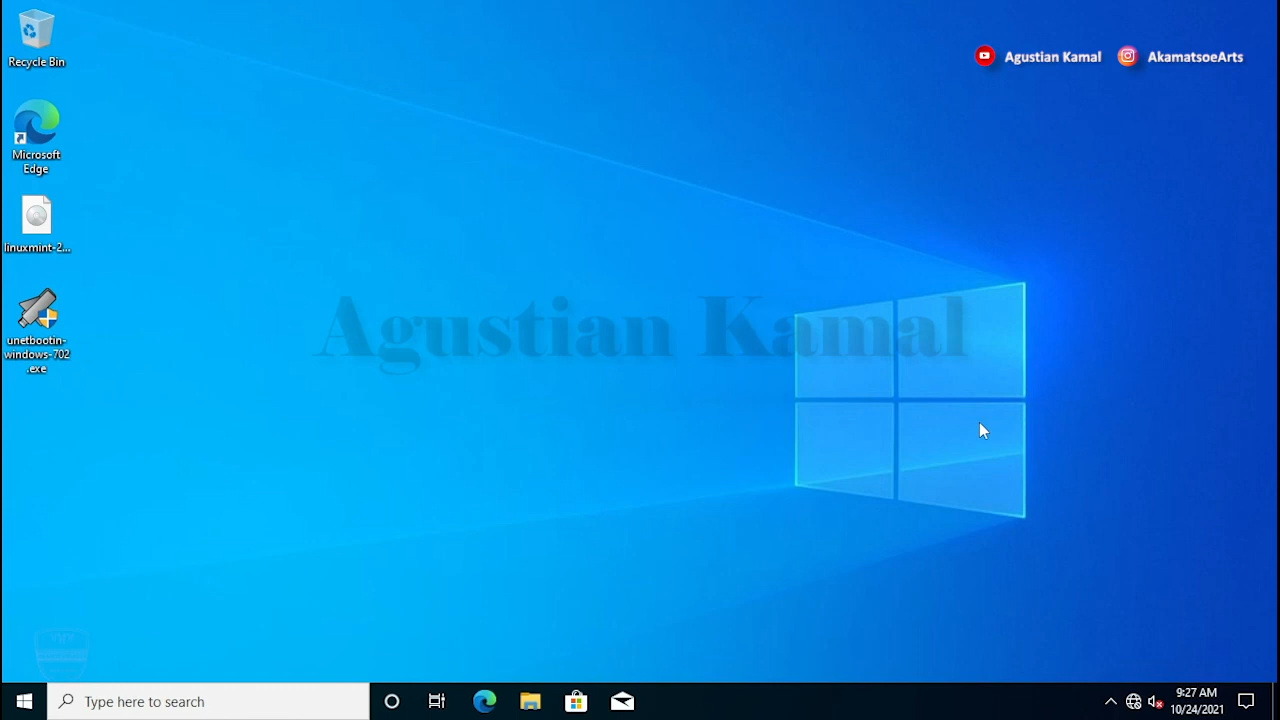 Recycle Bin
Agustian Kamal
AkamatsoeArts
Microsoft
Edge
linuxmint-2...
unetbootin-
windows-702
.exe
Agustian Kamal
Type here to search
9:27 AM
10/24/2021